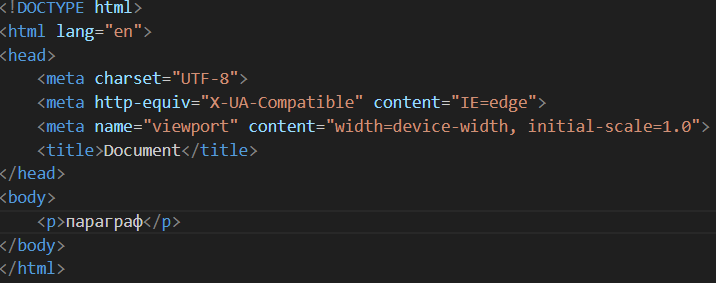 <!DOCTYPE html>
<html lang="en">
<head>
    <meta charset="UTF-8">
    <meta http-equiv="X-UA-Compatible" content="IE=edge">
    <meta name="viewport" content="width=device-width, initial-scale=1.0">
    <title>Document</title>
</head>
<body>
    <p>параграф</p>
</body>
</html>